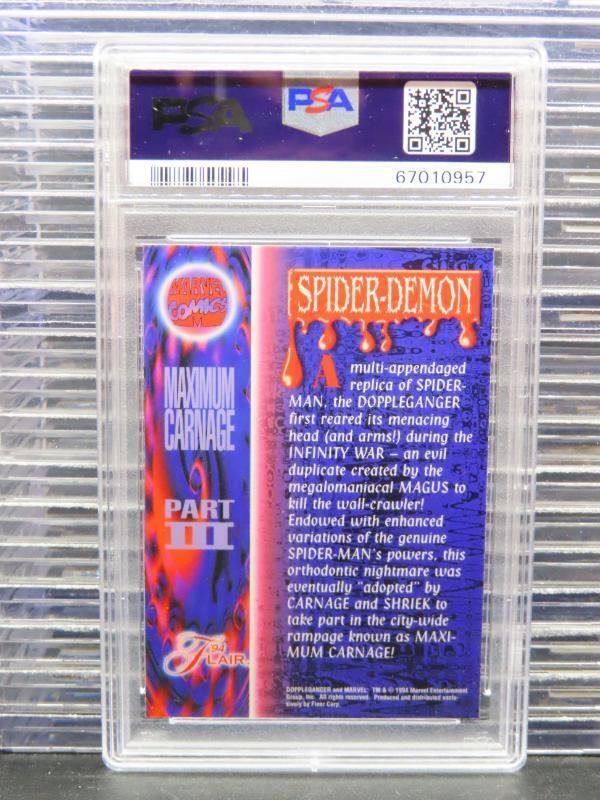 PSA
PSA
67010957
MARVEL
COMICS
M
MAXIMUM
CARNAGE
PART
III
'94
FLAIR
SPIDER-DEMON
A multi-appendaged
replica of SPIDER-
MAN, the DOPPLEGANGER
first reared its menacing
head (and arms!) during the
INFINITY WAR – an evil
duplicate created by the
megalomaniacal MAGUS to
kill the wall-crawler!
Endowed with enhanced
variations of the genuine
SPIDER-MAN's powers, this
orthodontic nightmare was
eventually "adopted" by
CARNAGE and SHRIEK to
take part in the city-wide
rampage known as MAXI-
MUM CARNAGE!
DOPPLEGANGER and MARVEL: TM & © 1994 Marvel Entertainment
Group, Inc. All rights reserved. Produced and distributed exclu-
sively by Fleer Corp.